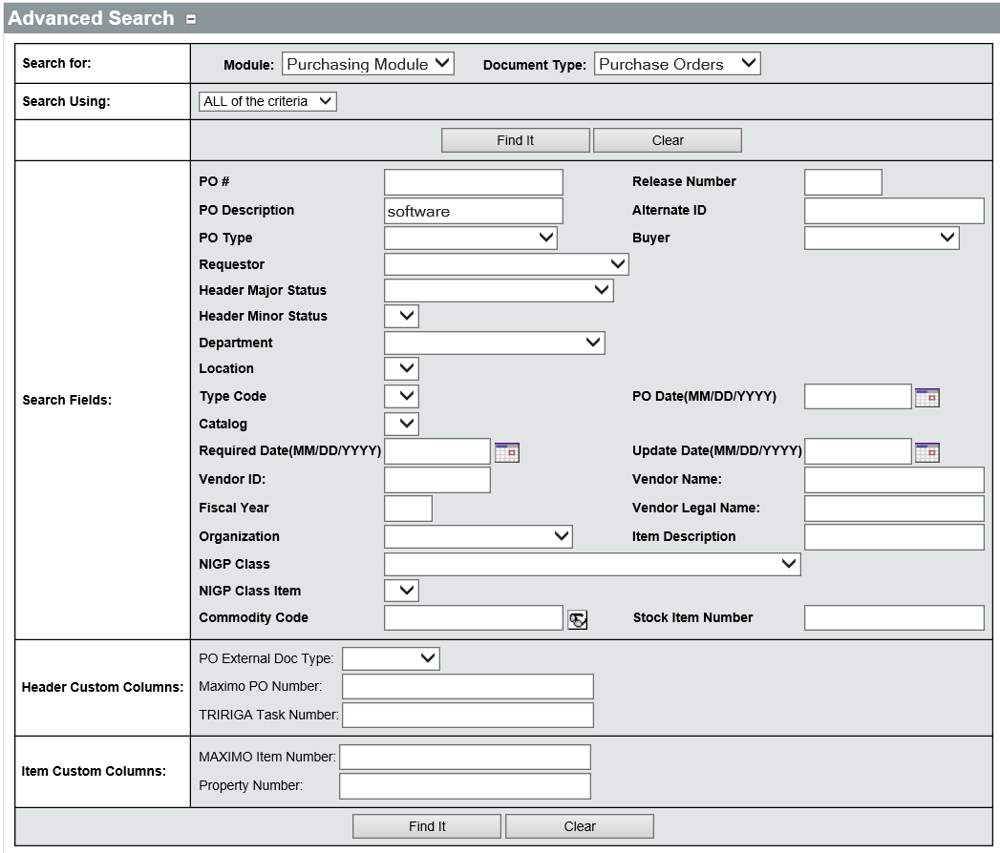 Advanced Search
Search for: Module: Purchasing Module Document Type: Purchase Orders
Search Using: ALL of the criteria
Find It Clear
Search Fields:
PO # Release Number
PO Description software Alternate ID
PO Type Buyer
Requestor
Header Major Status
Header Minor Status
Department
Location
Type Code PO Date(MM/DD/YYYY)
Catalog
Required Date(MM/DD/YYYY) Update Date(MM/DD/YYYY)
Vendor ID: Vendor Name:
Fiscal Year Vendor Legal Name:
Organization Item Description
NIGP Class
NIGP Class Item
Commodity Code Stock Item Number
Header Custom Columns:
PO External Doc Type:
Maximo PO Number:
TRIRIGA Task Number:
Item Custom Columns:
MAXIMO Item Number:
Property Number:
Find It Clear